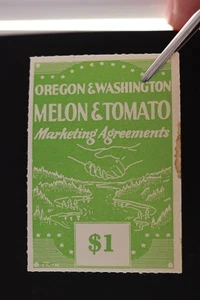 OREGON & WASHINGTON
MELON & TOMATO
Marketing Agreements
$1